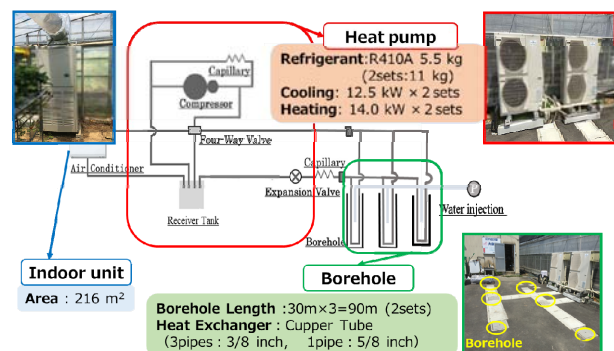 Heat pump
Refrigerant:R410A 5.5 kg
(2sets:11 kg)
Cooling: 12.5 kW × 2 sets
Heating: 14.0 kW × 2 sets
Capillary
Compressor
Four-Way Valve
Air Conditioner
Capillary
Expansion Valve
Receiver Tank
Water injection
Borehole
Indoor unit
Area : 216 m²
Borehole
Borehole Length :30m×3=90m (2sets)
Heat Exchanger : Cupper Tube
(3pipes : 3/8 inch, 1pipe : 5/8 inch)
Borehole